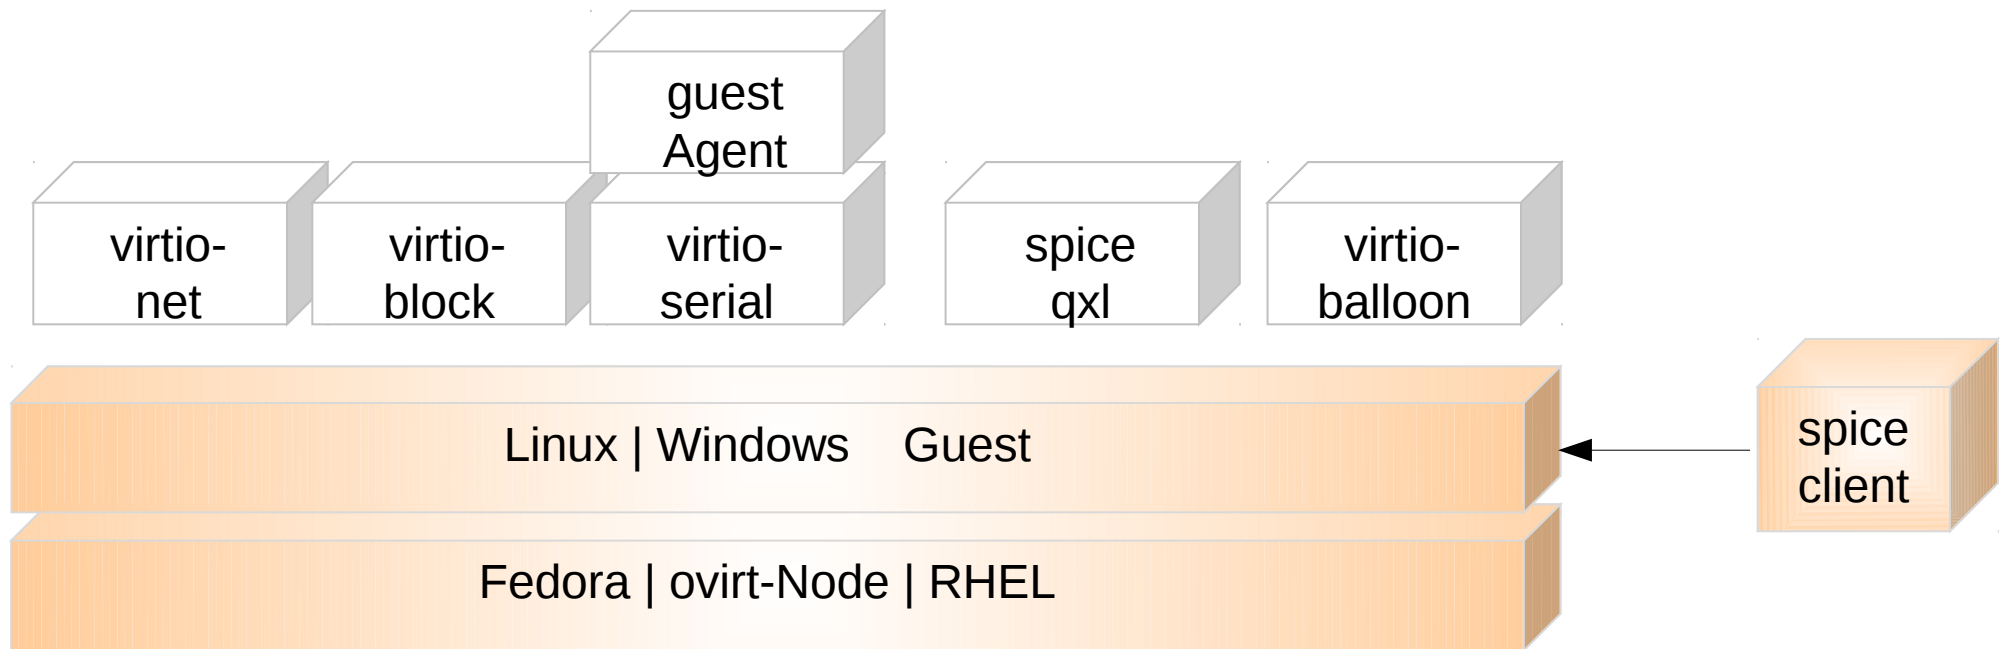 guest
Agent
virtio-
net
virtio-
block
virtio-
serial
spice
qxl
virtio-
balloon
Linux | Windows    Guest
spice
client
Fedora | ovirt-Node | RHEL